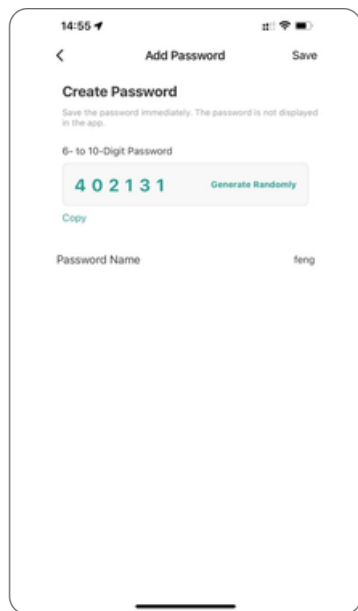 14:55
Add Password Save
Create Password
Save the password immediately. The password is not displayed
in the app.
6- to 10-Digit Password
402131 Generate Randomly
Copy
Password Name feng